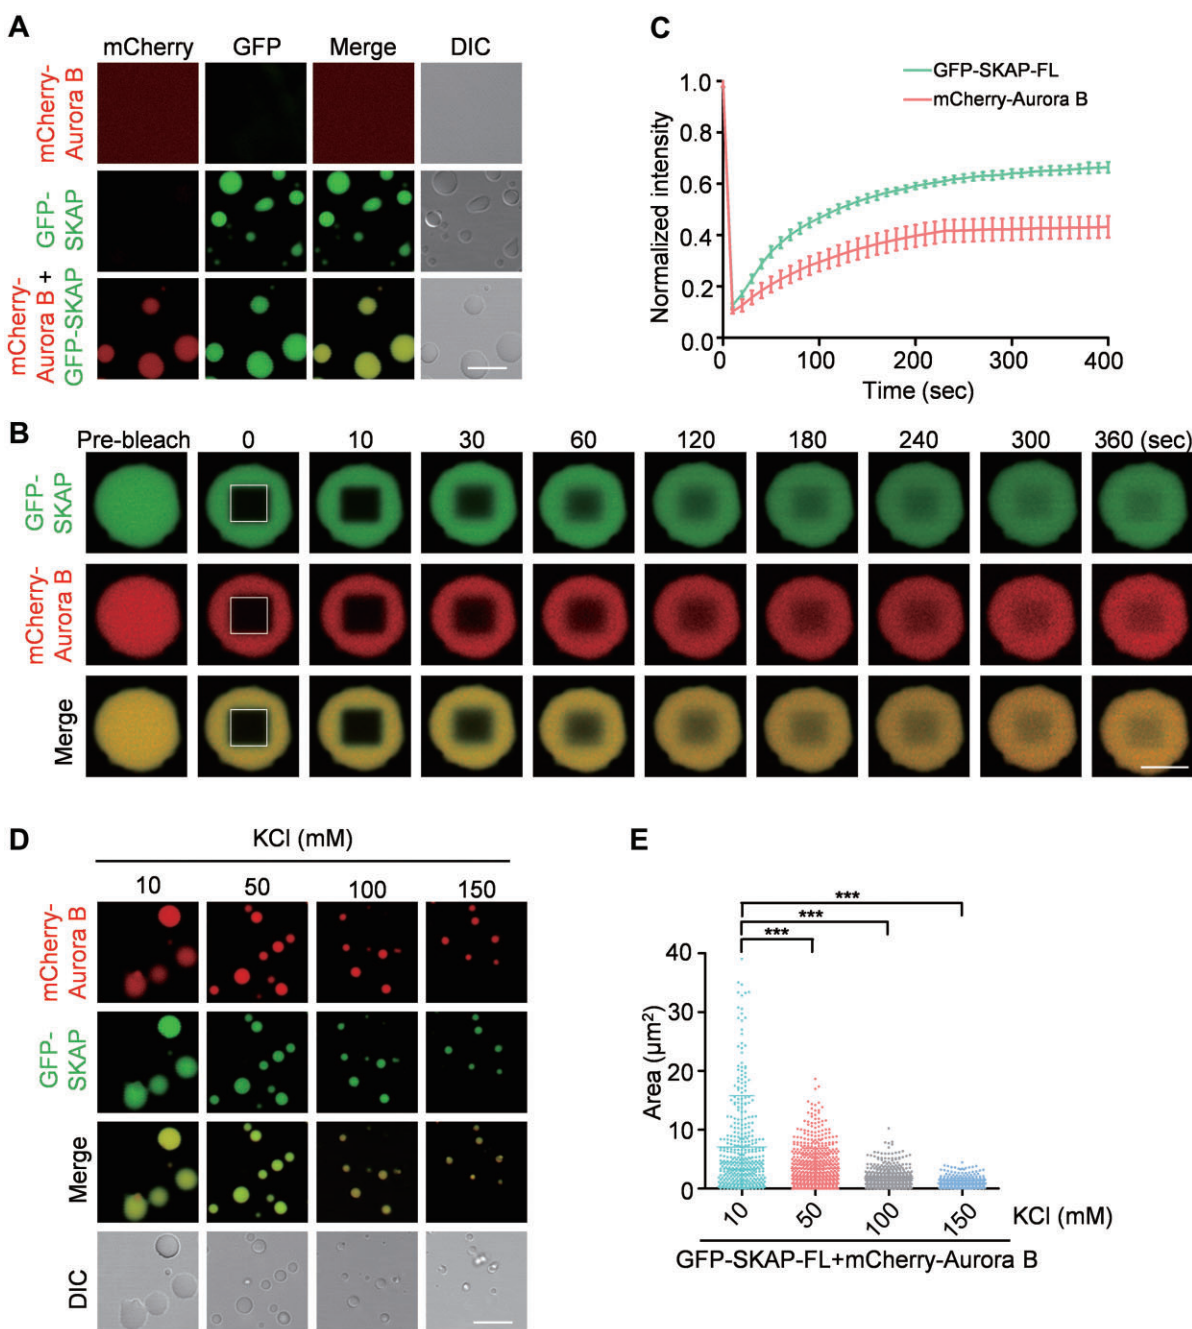 A
mCherry GFP Merge DIC
mCherry-
Aurora B
GFP-
SKAP
mCherry-
Aurora B +
GFP-SKAP
C
GFP-SKAP-FL
mCherry-Aurora B
Normalized intensity
1.0
0.8
0.6
0.4
0.2
0.0
0 100 200 300 400
Time (sec)
B
Pre-bleach 0 10 30 60 120 180 240 300 360 (sec)
GFP-
SKAP
mCherry-
Aurora B
Merge
D
KCl (mM)
10 50 100 150
mCherry-
Aurora B
GFP-
SKAP
Merge
DIC
E
***
***
***
Area (µm²)
40
30
20
10
0
10 50 100 150 KCl (mM)
GFP-SKAP-FL+mCherry-Aurora B